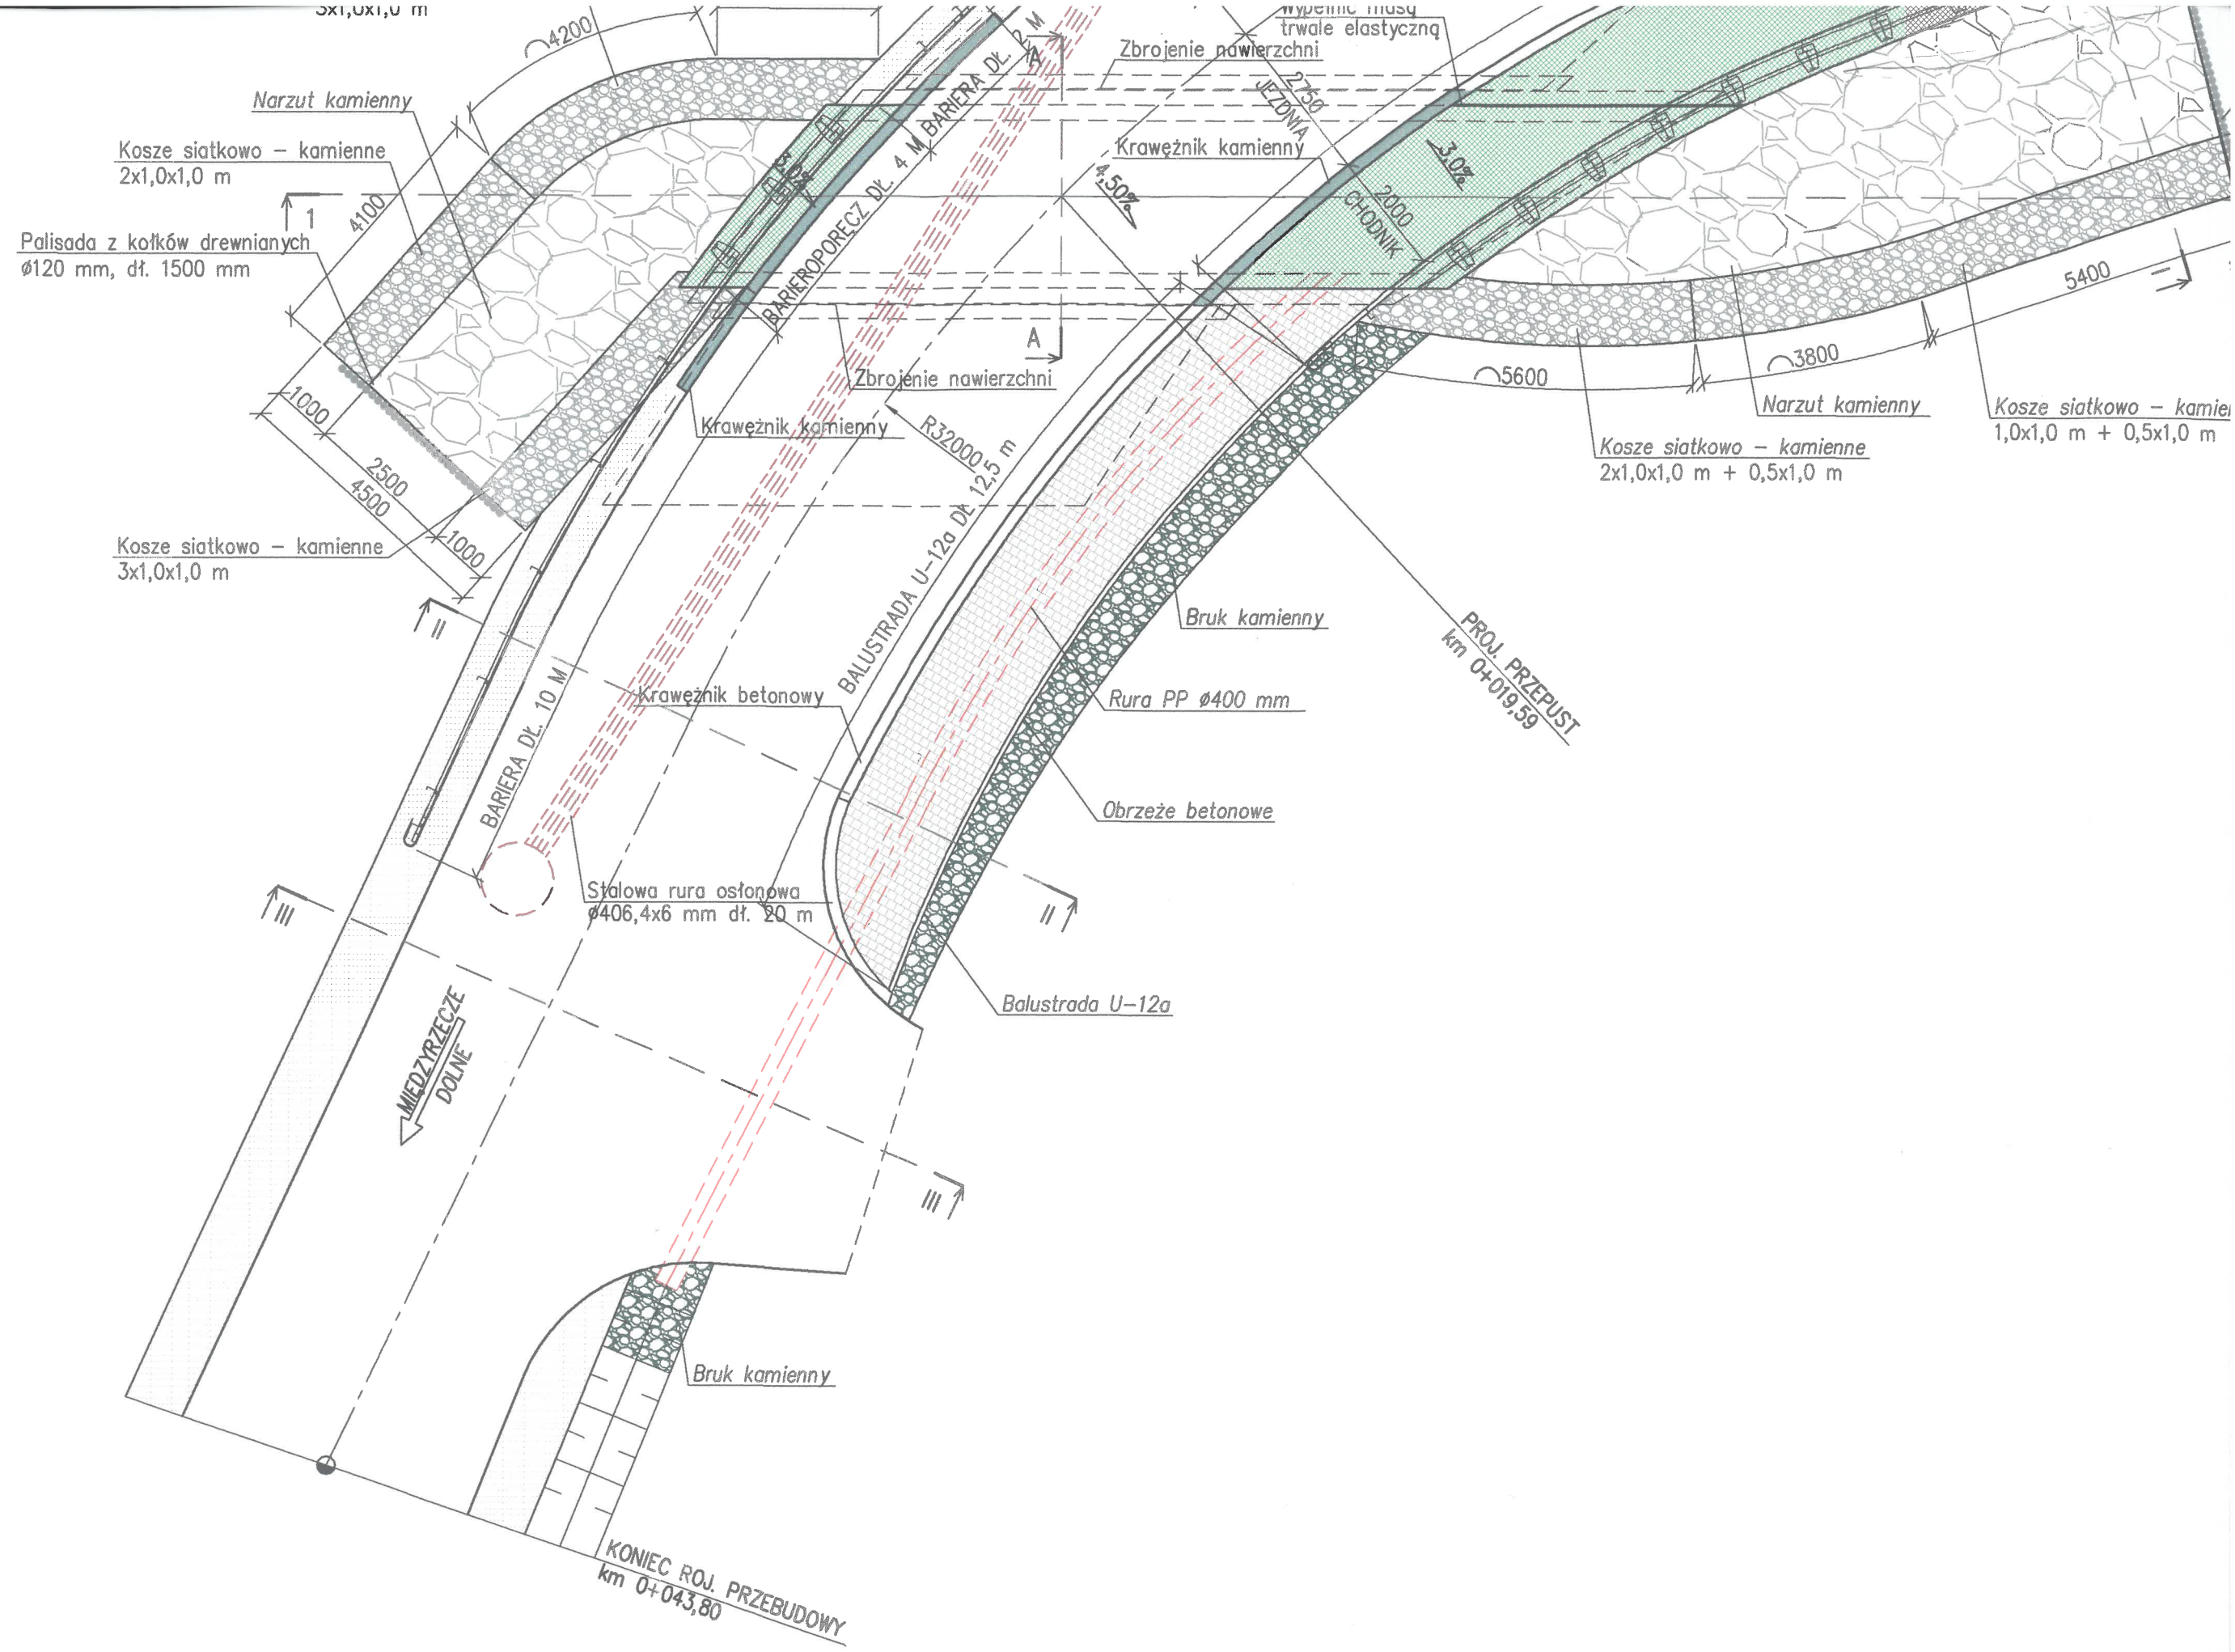 3x1,0x1,0 m
4200
wypełnić masą
trwale elastyczną
Zbrojenie nawierzchni
2 M
BARIERA DŁ.
A
Narzut kamienny
2750
JEZDNIA
Kosze siatkowo – kamienne
2x1,0x1,0 m
Krawężnik kamienny
3,0%
3,0%
4,50%
2000
CHODNIK
1
4100
Palisada z kołków drewnianych
ø120 mm, dł. 1500 mm
BARIEROPORĘCZ DŁ. 4 M
5400
I
A
Zbrojenie nawierzchni
5600
3800
1000
2500
4500
1000
Krawężnik kamienny
R32000
Narzut kamienny
Kosze siatkowo – kamie
1,0x1,0 m + 0,5x1,0 m
Kosze siatkowo – kamienne
2x1,0x1,0 m + 0,5x1,0 m
Kosze siatkowo – kamienne
3x1,0x1,0 m
BALUSTRADA U-12a DŁ. 12,5 m
II
Bruk kamienny
PROJ. PRZEPUST
km 0+019,59
Krawężnik betonowy
Rura PP ø400 mm
BARIERA DŁ. 10 M
Obrzeże betonowe
Stalowa rura osłonowa
ø406,4x6 mm dł. 20 m
III
II
Balustrada U-12a
MIĘDZYRZECZE
DOLNE
III
Bruk kamienny
KONIEC ROJ. PRZEBUDOWY
km 0+043,80